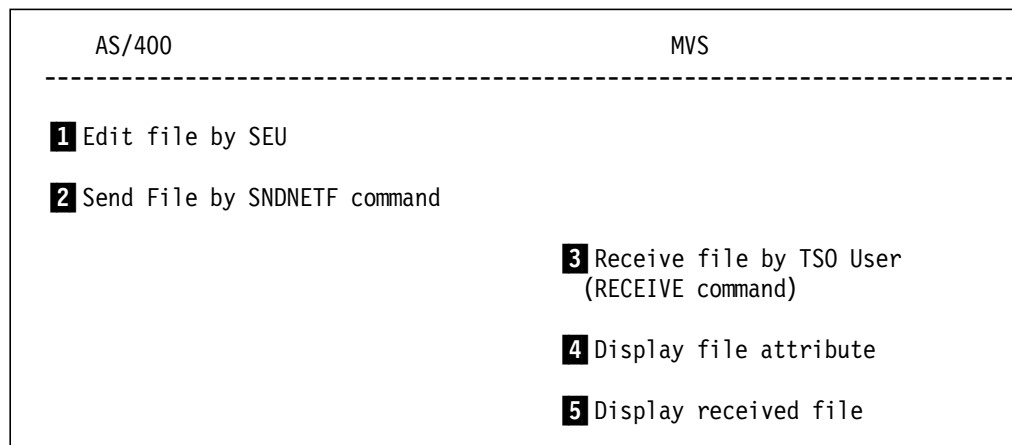 AS/400 MVS
--------------------------------------------------------------------------
1 Edit file by SEU
2 Send File by SNDNETF command
3 Receive file by TSO User
(RECEIVE command)
4 Display file attribute
5 Display received file